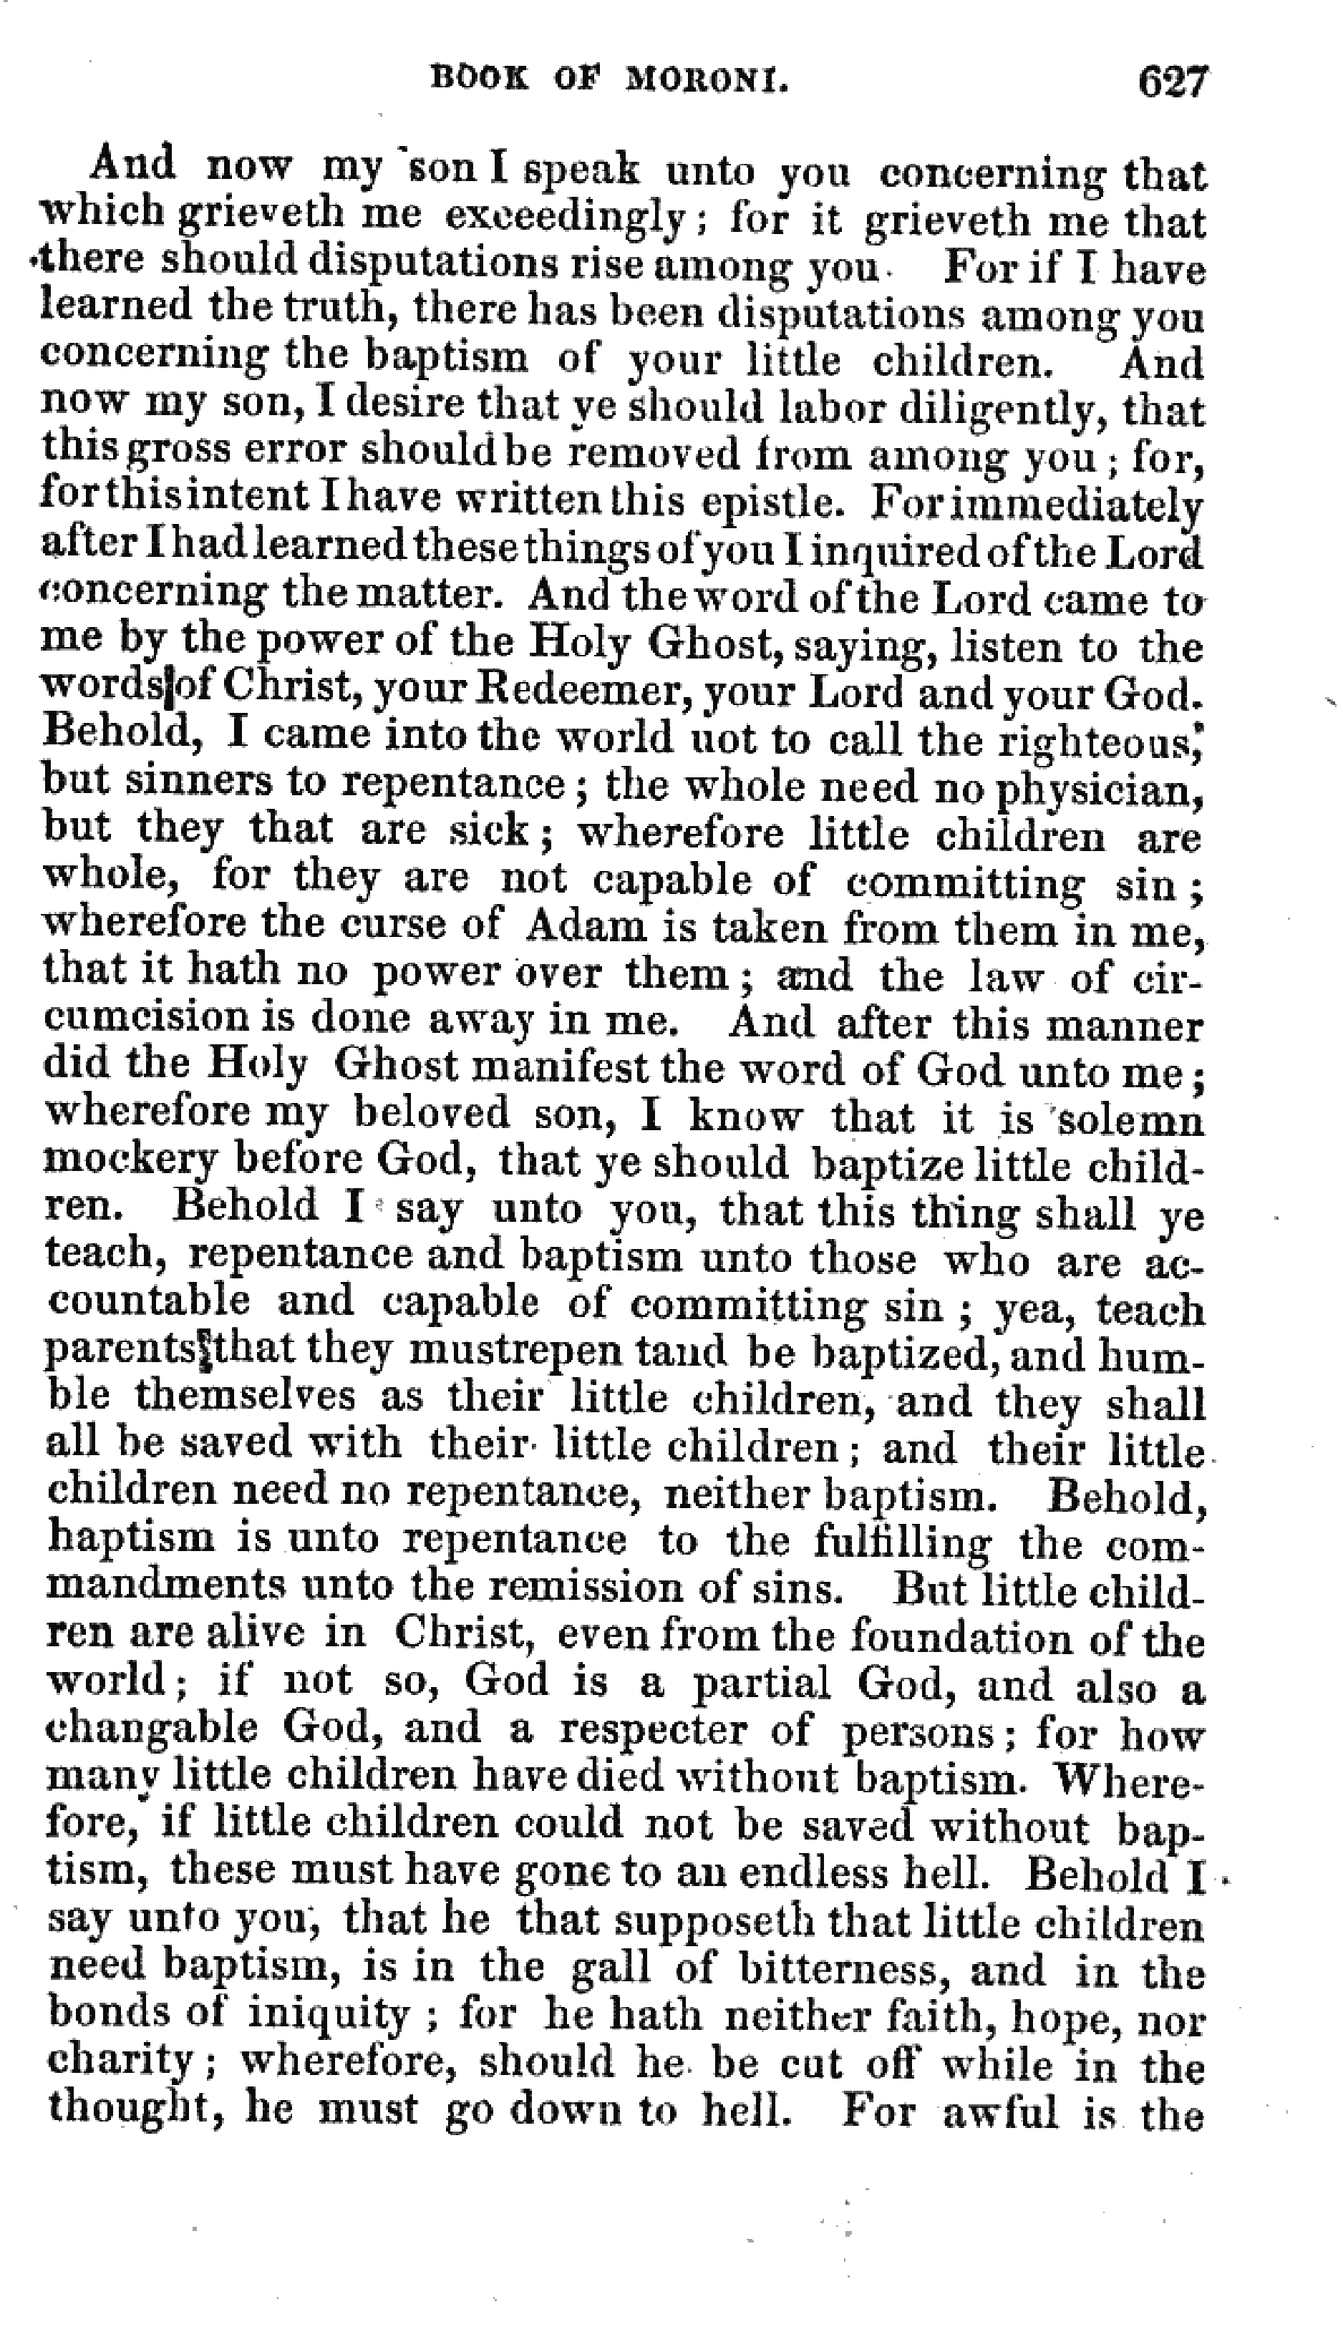 BOOK OF MORONI. 627
And now my son I speak unto you concerning that
which grieveth me exceedingly; for it grieveth me that
there should disputations rise among you. For if I have
learned the truth, there has been disputations among you
concerning the baptism of your little children. And
now my son, I desire that ye should labor diligently, that
this gross error should be removed from among you; for,
for this intent I have written this epistle. For immediately
after I had learned these things of you I inquired of the Lord
concerning the matter. And the word of the Lord came to
me by the power of the Holy Ghost, saying, listen to the
words of Christ, your Redeemer, your Lord and your God.
Behold, I came into the world not to call the righteous,
but sinners to repentance; the whole need no physician,
but they that are sick; wherefore little children are
whole, for they are not capable of committing sin;
wherefore the curse of Adam is taken from them in me,
that it hath no power over them; and the law of cir-
cumcision is done away in me. And after this manner
did the Holy Ghost manifest the word of God unto me;
wherefore my beloved son, I know that it is solemn
mockery before God, that ye should baptize little child-
ren. Behold I say unto you, that this thing shall ye
teach, repentance and baptism unto those who are ac-
countable and capable of committing sin; yea, teach
parents that they mustrepen tand be baptized, and hum-
ble themselves as their little children, and they shall
all be saved with their little children; and their little
children need no repentance, neither baptism. Behold,
baptism is unto repentance to the fulfilling the com-
mandments unto the remission of sins. But little child-
ren are alive in Christ, even from the foundation of the
world; if not so, God is a partial God, and also a
changable God, and a respecter of persons; for how
many little children have died without baptism. Where-
fore, if little children could not be saved without bap-
tism, these must have gone to an endless hell. Behold I
say unto you, that he that supposeth that little children
need baptism, is in the gall of bitterness, and in the
bonds of iniquity; for he hath neither faith, hope, nor
charity; wherefore, should he be cut off while in the
thought, he must go down to hell. For awful is the